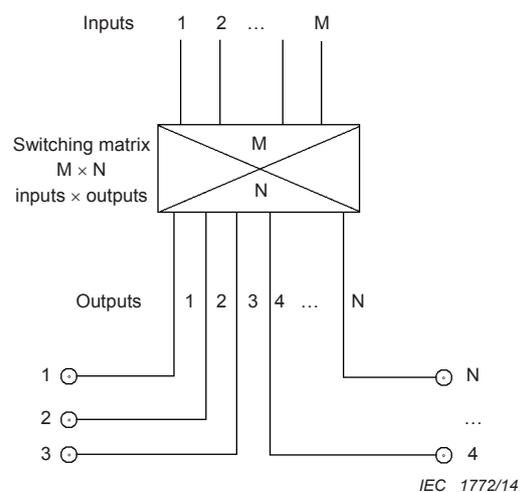 Inputs 1 2 ... M
Switching matrix
M × N
inputs × outputs
M
N
Outputs 1 2 3 4 ... N
1
2
3
N
...
4
IEC 1772/14